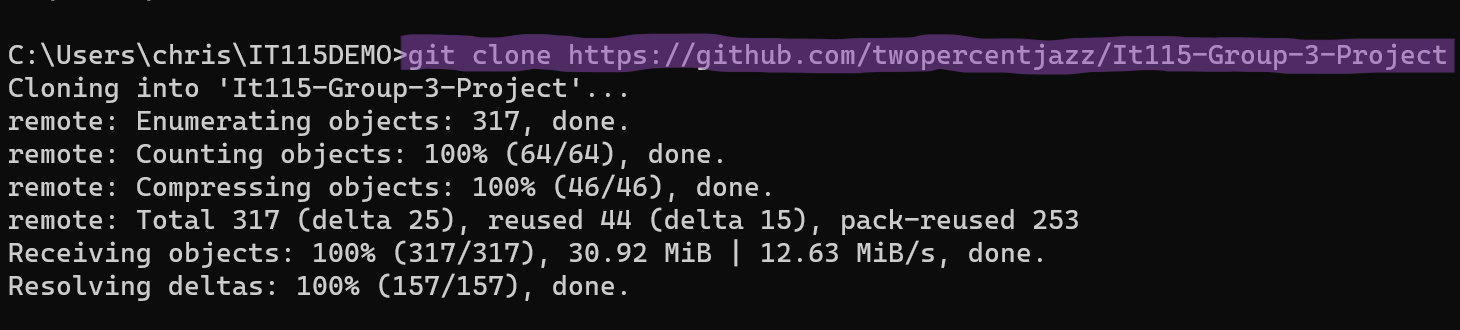 C:\Users\chris\IT115DEMO>git clone https://github.com/twopercentjazz/It115-Group-3-Project
Cloning into 'It115-Group-3-Project'...
remote: Enumerating objects: 317, done.
remote: Counting objects: 100% (64/64), done.
remote: Compressing objects: 100% (46/46), done.
remote: Total 317 (delta 25), reused 44 (delta 15), pack-reused 253
Receiving objects: 100% (317/317), 30.92 MiB | 12.63 MiB/s, done.
Resolving deltas: 100% (157/157), done.